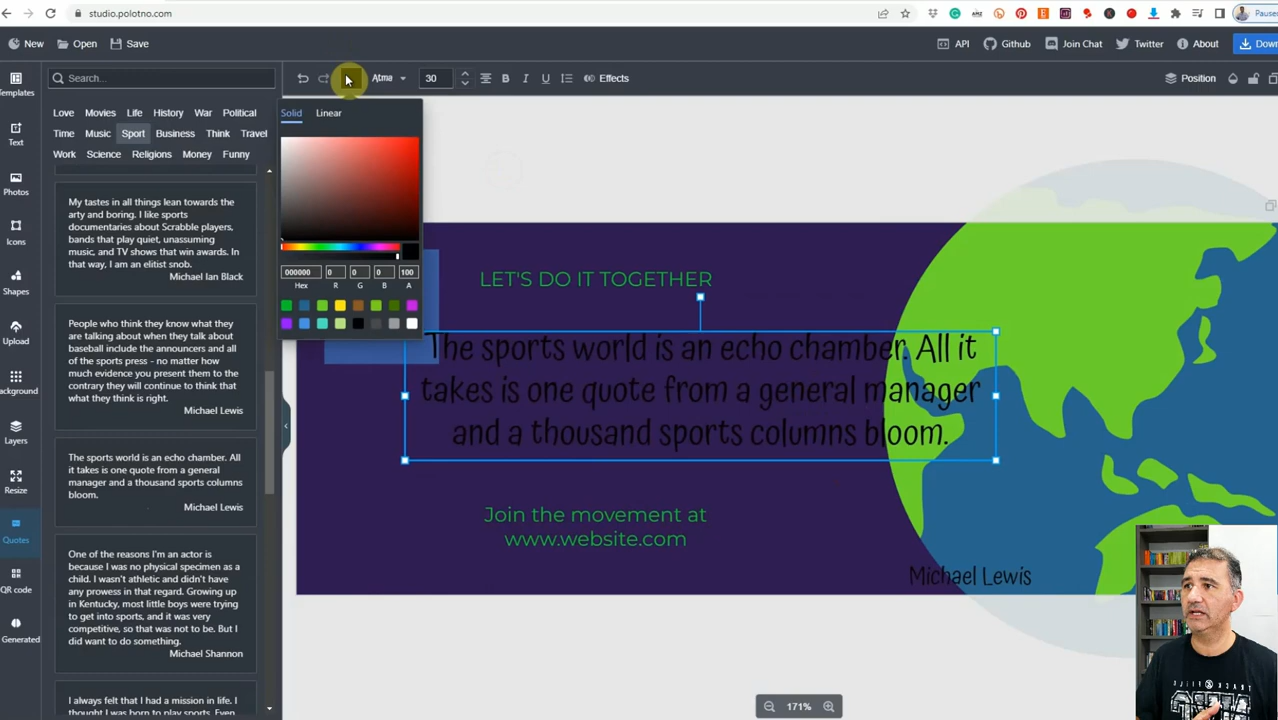 studio.polotno.com
Paused
New
Open
Save
API
Github
Join Chat
Twitter
About
Search...
Atma
30
B
I
U
Effects
Position
Templates
Text
Photos
Icons
Shapes
Upload
Layers
Resize
Quotes
QR code
Generated
Love
Movies
Life
History
War
Political
Time
Music
Sport
Business
Think
Travel
Work
Science
Religions
Money
Funny
My tastes in all things lean towards the
arty and boring. I like sports
documentaries about Scrabble players,
bands that play quiet, unassuming
music, and TV shows that win awards. In
that way, I am an elitist snob.
Michael Ian Black
People who think they know what they
are talking about when they talk about
baseball include the announcers and all
of the sports press - no matter how
much evidence you present them to the
contrary they will continue to think that
what they think is right.
Michael Lewis
The sports world is an echo chamber. All
it takes is one quote from a general
manager and a thousand sports columns
bloom.
Michael Lewis
One of the reasons I'm an actor is
because I was no physical specimen as a
child. I wasn't athletic and didn't have
any prowess in that regard. Growing up
in Kentucky, most little boys were trying
to get into sports, and it was very
competitive, so that was not to be. But I
did want to do something.
Michael Shannon
I always felt that I had a mission in life. I
thought I was born to play sports. Even
Solid
Linear
000000
0
0
0
100
Hex
R
G
B
A
LET'S DO IT TOGETHER
The sports world is an echo chamber. All it
takes is one quote from a general manager
and a thousand sports columns bloom.
Join the movement at
www.website.com
Michael Lewis
171%